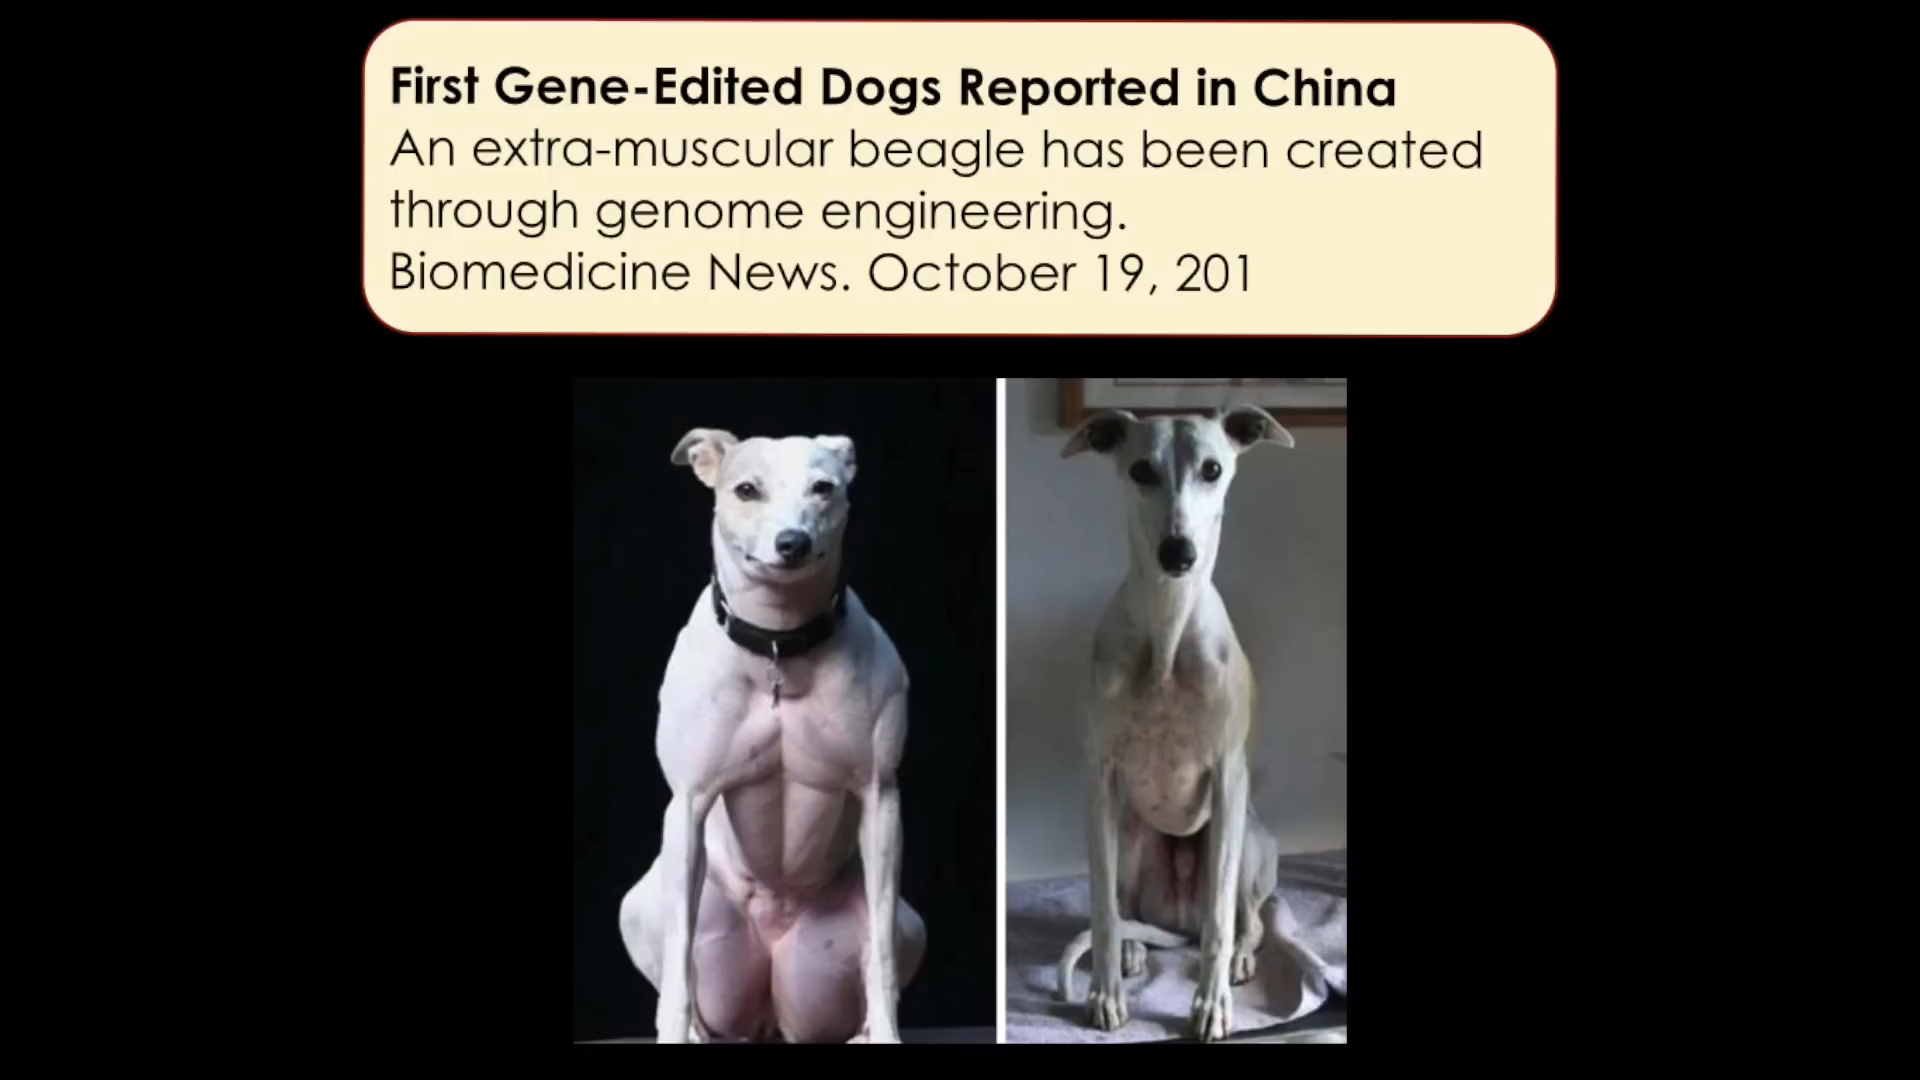 First Gene-Edited Dogs Reported in China
An extra-muscular beagle has been created
through genome engineering.
Biomedicine News. October 19, 201